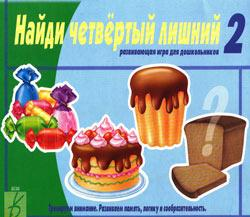 Найди четвёртый лишний 2
развивающая игра для дошкольников
?
Тренируем внимание. Развиваем память, логику и сообразительность.